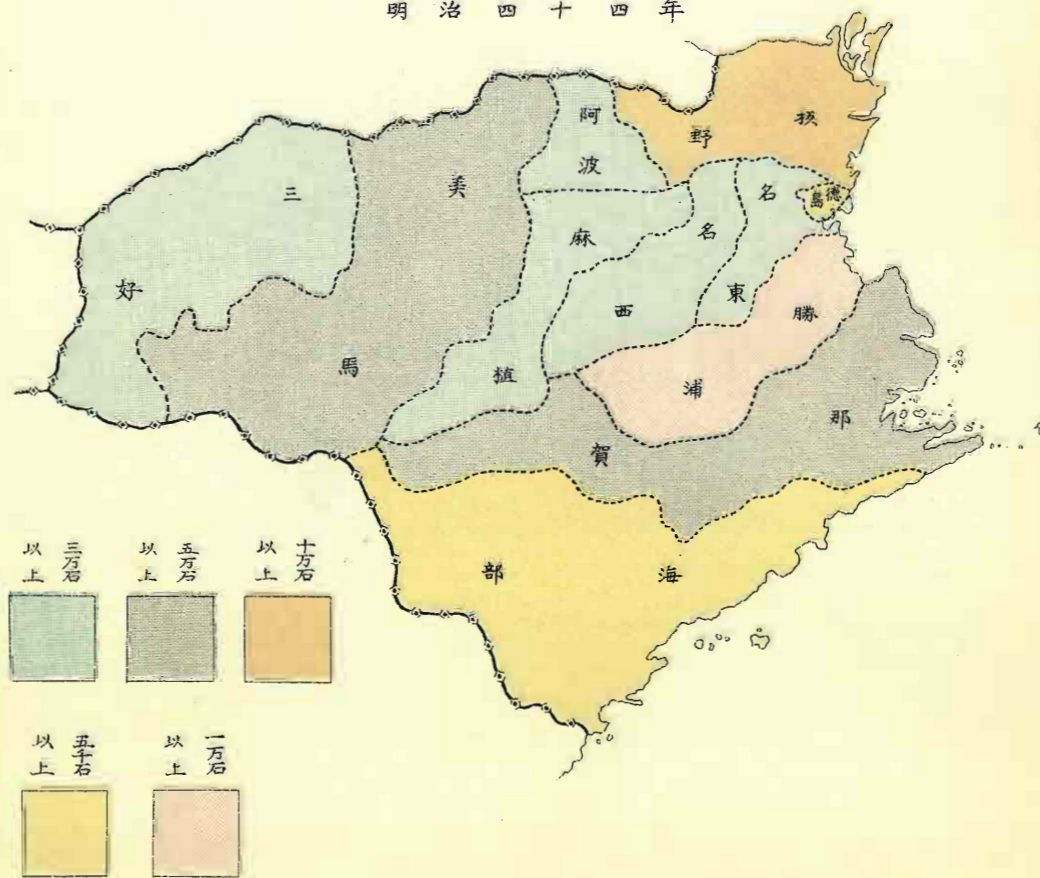 明治四十四年
板野
阿波
美馬
三好
麻植
名西
名東
徳島
勝浦
那賀
海部
十万石以上
五万石以上
三万石以上
一万石以上
五千石以上